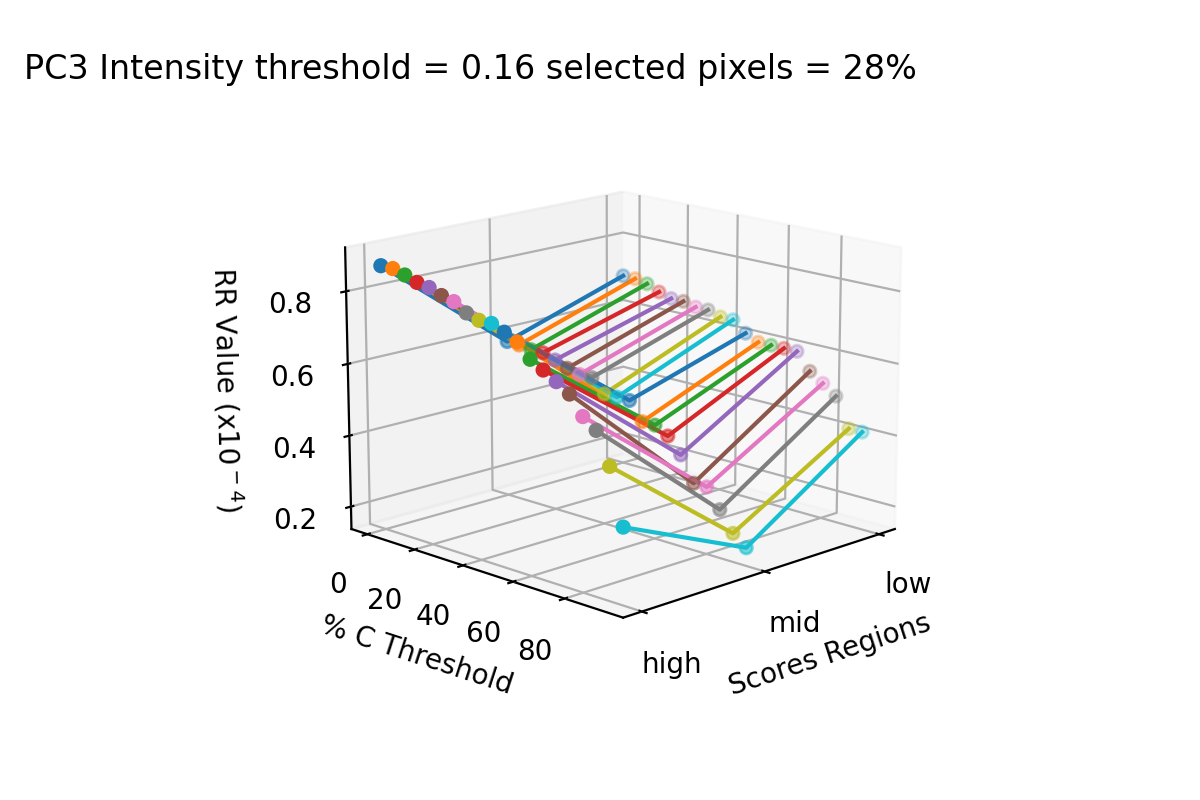 PC3 Intensity threshold = 0.16 selected pixels = 28%
RR Value (x10⁻⁴)
0.8
0.6
0.4
0.2
0
20
40
60
80
% C Threshold
high
mid
low
Scores Regions